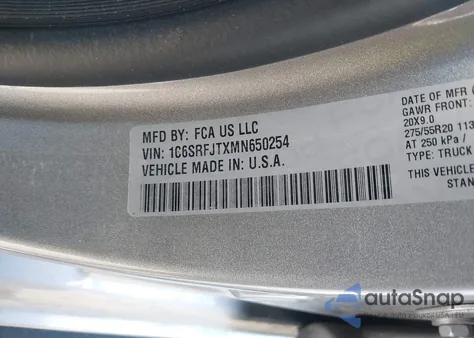 MFD BY: FCA US LLC
VIN: 1C6SRFJTXMN650254
VEHICLE MADE IN: U.S.A.
DATE OF MFR
GAWR FRONT:
20X9.0
275/55R20 113
AT 250 kPa /
TYPE: TRUCK
THIS VEHICLE
STAN
autoSnap